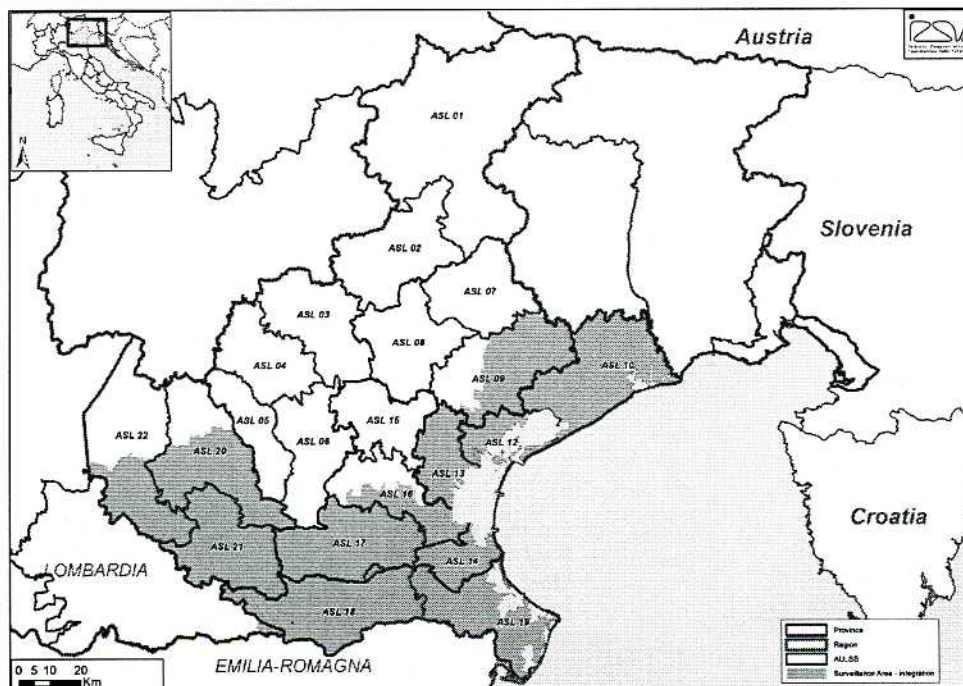 N
Austria
ASL 01
Slovenia
ASL 02
ASL 07
ASL 03
ASL 08
ASL 04
ASL 09
ASL 10
ASL 05
ASL 15
ASL 22
ASL 06
ASL 12
ASL 20
ASL 13
ASL 16
Croatia
ASL 17
ASL 21
ASL 14
LOMBARDIA
ASL 18
ASL 19
EMILIA-ROMAGNA
0 5 10 20
Km
Province
Region
AULSS
Surveillance Area - integration